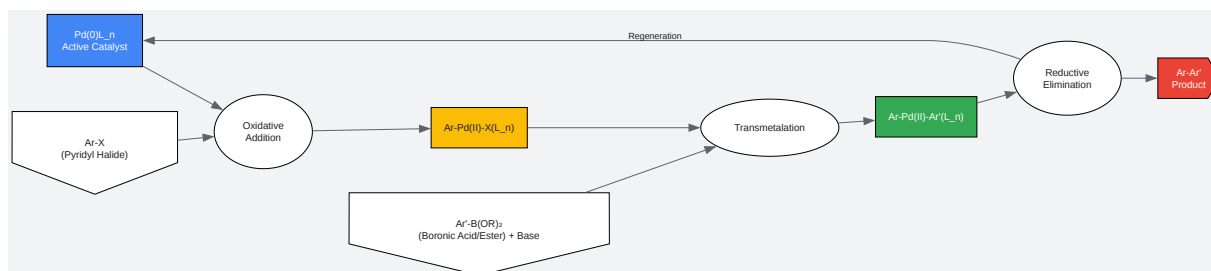 Pd(0)L_n
Active Catalyst
Regeneration
Reductive
Elimination
Ar-Ar'
Product
Oxidative
Addition
Ar-X
(Pyridyl Halide)
Ar-Pd(II)-X(L_n)
Transmetalation
Ar-Pd(II)-Ar'(L_n)
Ar'-B(OR)₂
(Boronic Acid/Ester) + Base